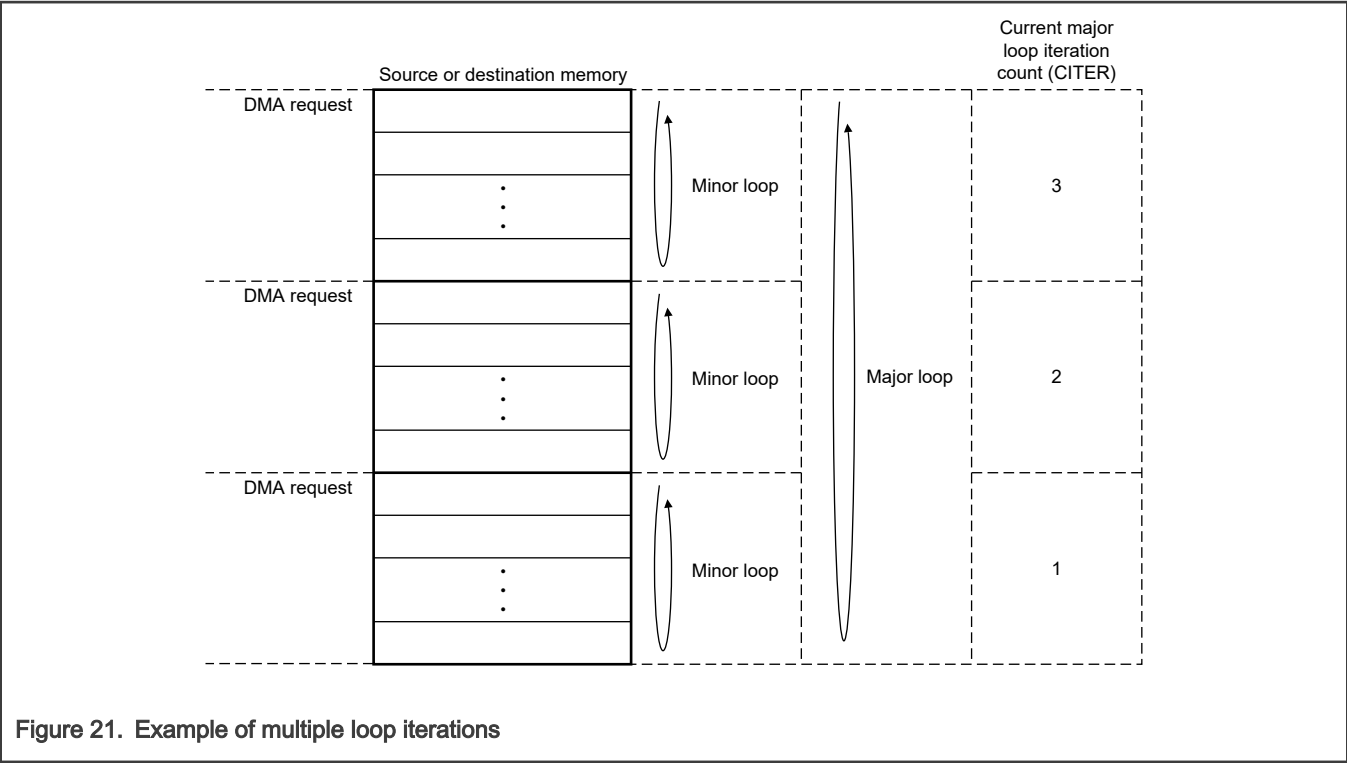 Current major
loop iteration
count (CITER)
Source or destination memory
DMA request
Minor loop
3
DMA request
Minor loop
Major loop
2
DMA request
Minor loop
1
Figure 21. Example of multiple loop iterations